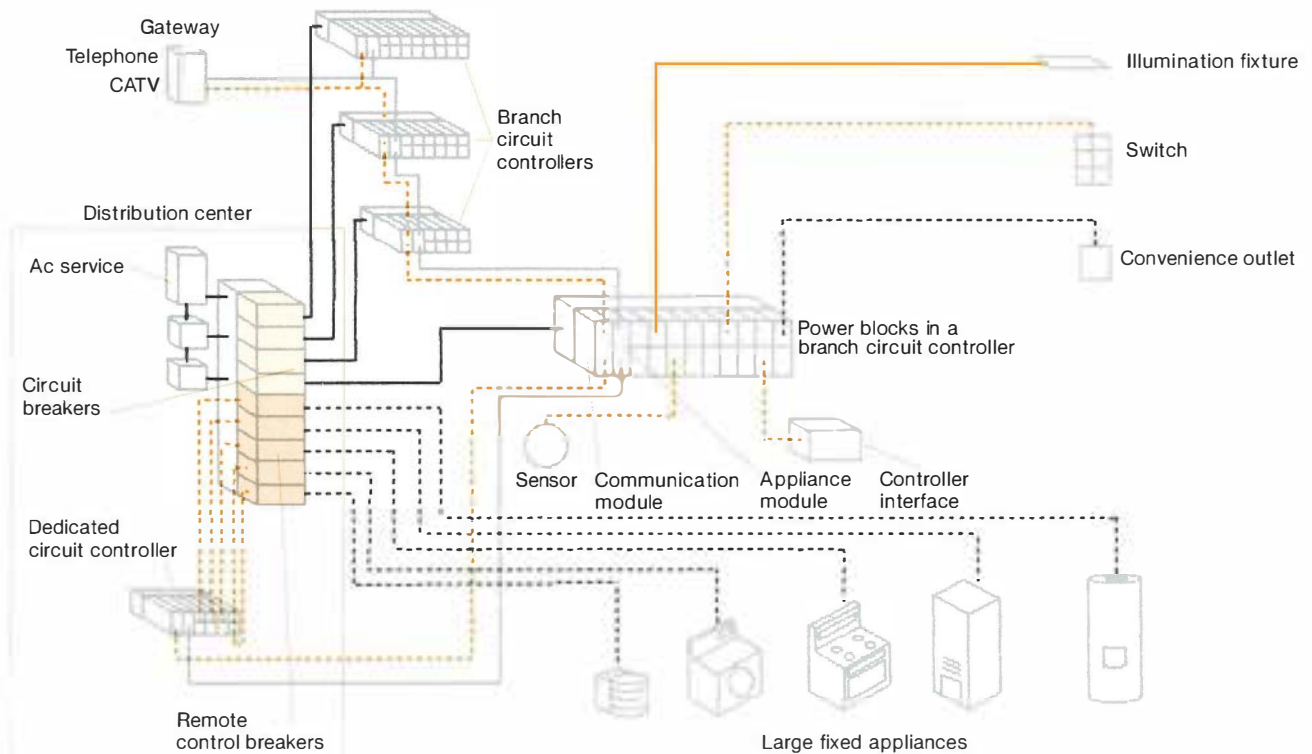 Gateway
Telephone
CATV
Branch
circuit
controllers
Illumination fixture
Switch
Convenience outlet
Distribution center
Ac service
Circuit
breakers
Power blocks in a
branch circuit controller
Sensor
Communication
module
Appliance
module
Controller
interface
Dedicated
circuit controller
Remote
control breakers
Large fixed appliances